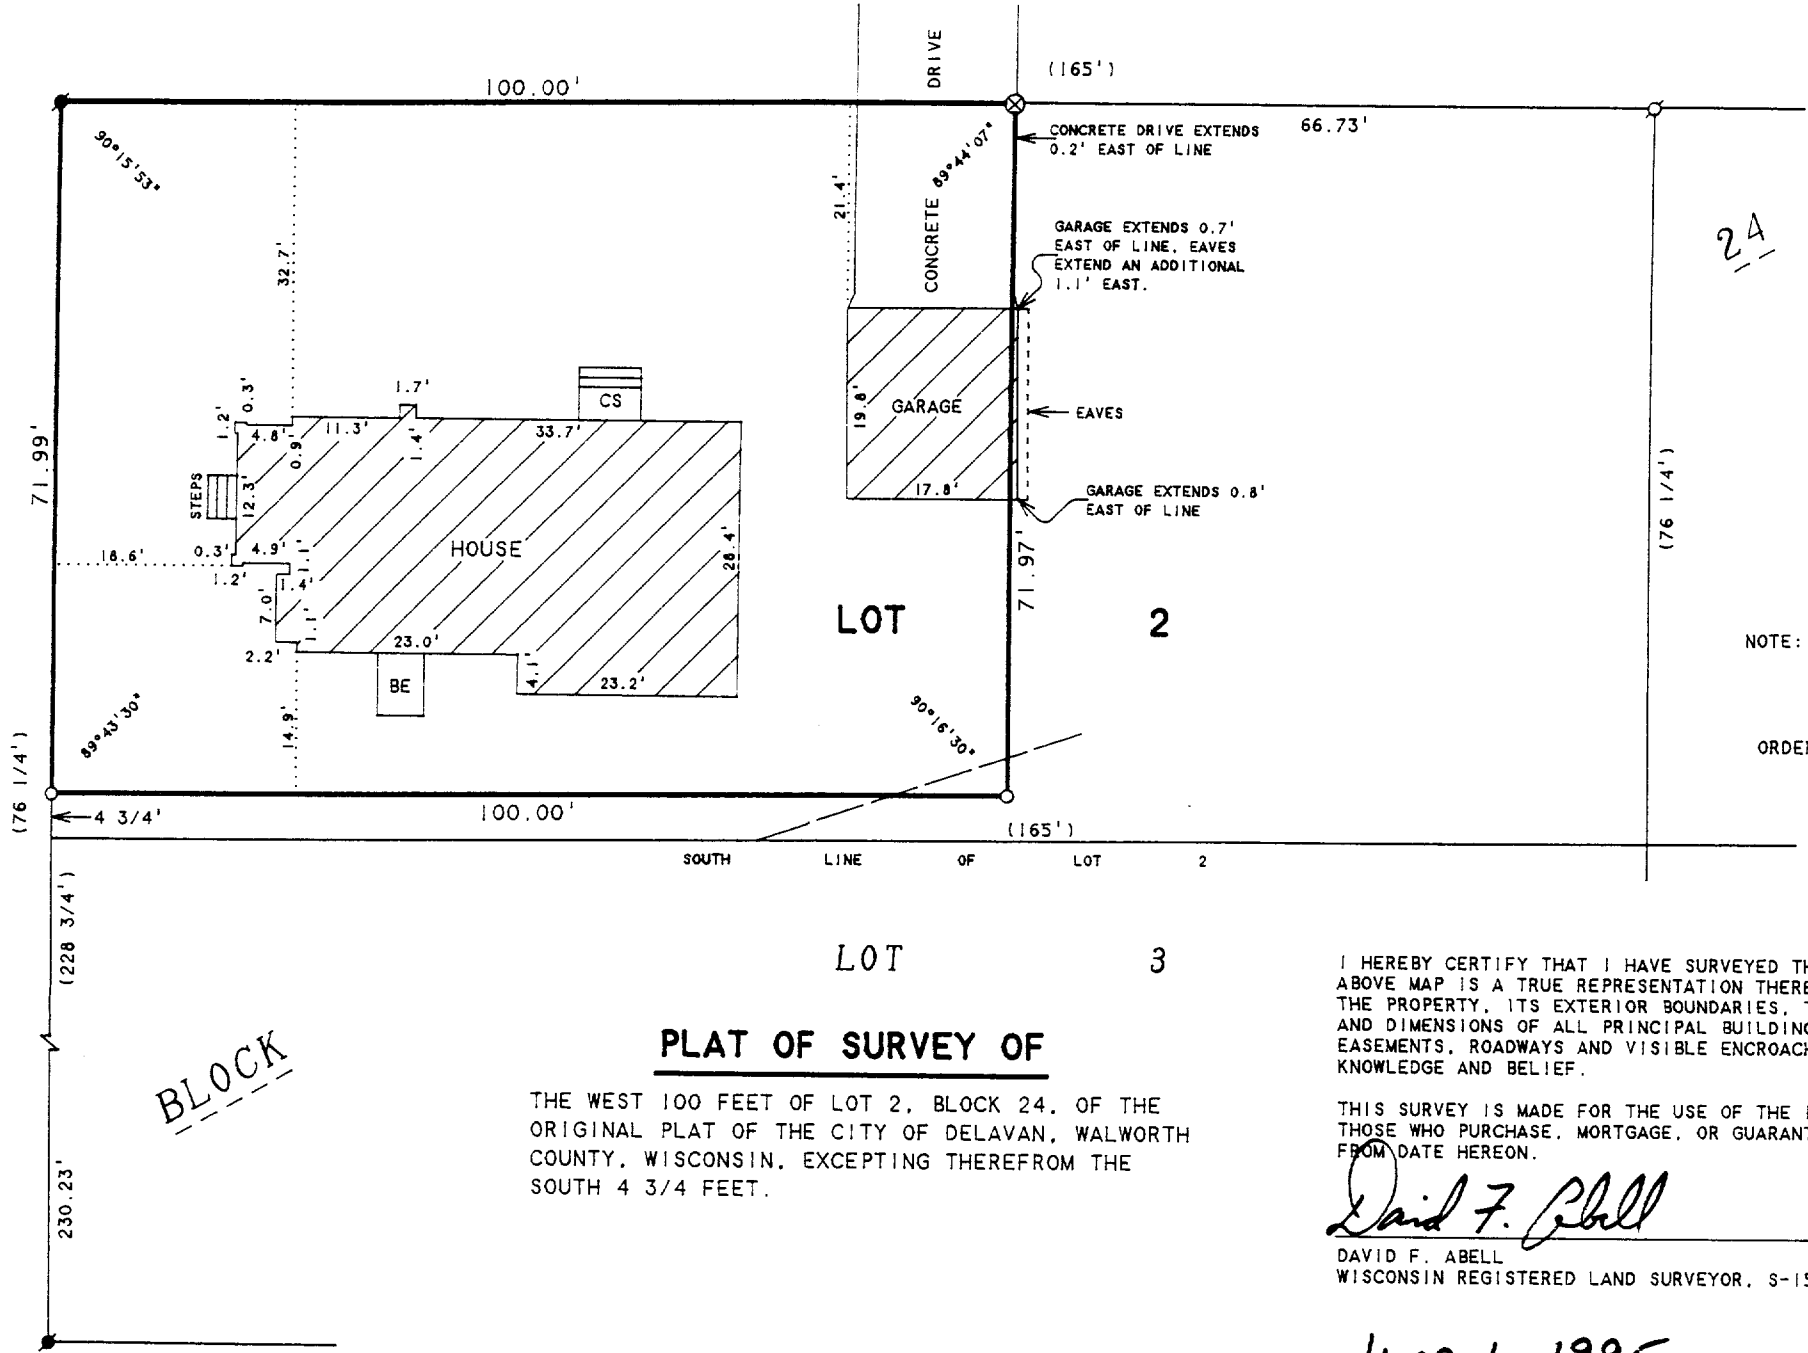 DRIVE
(165')
100.00'
66.73'
CONCRETE DRIVE EXTENDS
0.2' EAST OF LINE
90°15'53"
89°44'07"
21.4'
CONCRETE
GARAGE EXTENDS 0.7'
EAST OF LINE, EAVES
EXTEND AN ADDITIONAL
1.1' EAST.
24
32.7'
1.7'
0.3'
1.2'
4.8'
0.9'
11.3'
1.4'
CS
33.7'
19.8'
GARAGE
EAVES
71.99'
STEPS
12.3'
17.8'
GARAGE EXTENDS 0.8'
EAST OF LINE
(76 1/4')
18.6'
0.3'
4.9'
1.1'
HOUSE
28.4'
71.97'
1.2'
1.4'
7.0'
1.1'
LOT 2
2.2'
23.0'
4.1'
23.2'
BE
NOTE:
89°43'30"
14.9'
90°16'30"
(76 1/4')
4 3/4'
100.00'
(165')
SOUTH LINE OF LOT 2
(228 3/4')
LOT 3
BLOCK
230.23'
PLAT OF SURVEY OF
THE WEST 100 FEET OF LOT 2, BLOCK 24, OF THE
ORIGINAL PLAT OF THE CITY OF DELAVAN, WALWORTH
COUNTY, WISCONSIN, EXCEPTING THEREFROM THE
SOUTH 4 3/4 FEET.
I HEREBY CERTIFY THAT I HAVE SURVEYED
ABOVE MAP IS A TRUE REPRESENTATION
THE PROPERTY, ITS EXTERIOR BOUNDARIES,
AND DIMENSIONS OF ALL PRINCIPAL
EASEMENTS, ROADWAYS AND VISIBLE
KNOWLEDGE AND BELIEF.
THIS SURVEY IS MADE FOR THE USE OF THE
THOSE WHO PURCHASE, MORTGAGE, OR
FROM DATE HEREON.
David F. Abell
DAVID F. ABELL
WISCONSIN REGISTERED LAND SURVEYOR, S-15